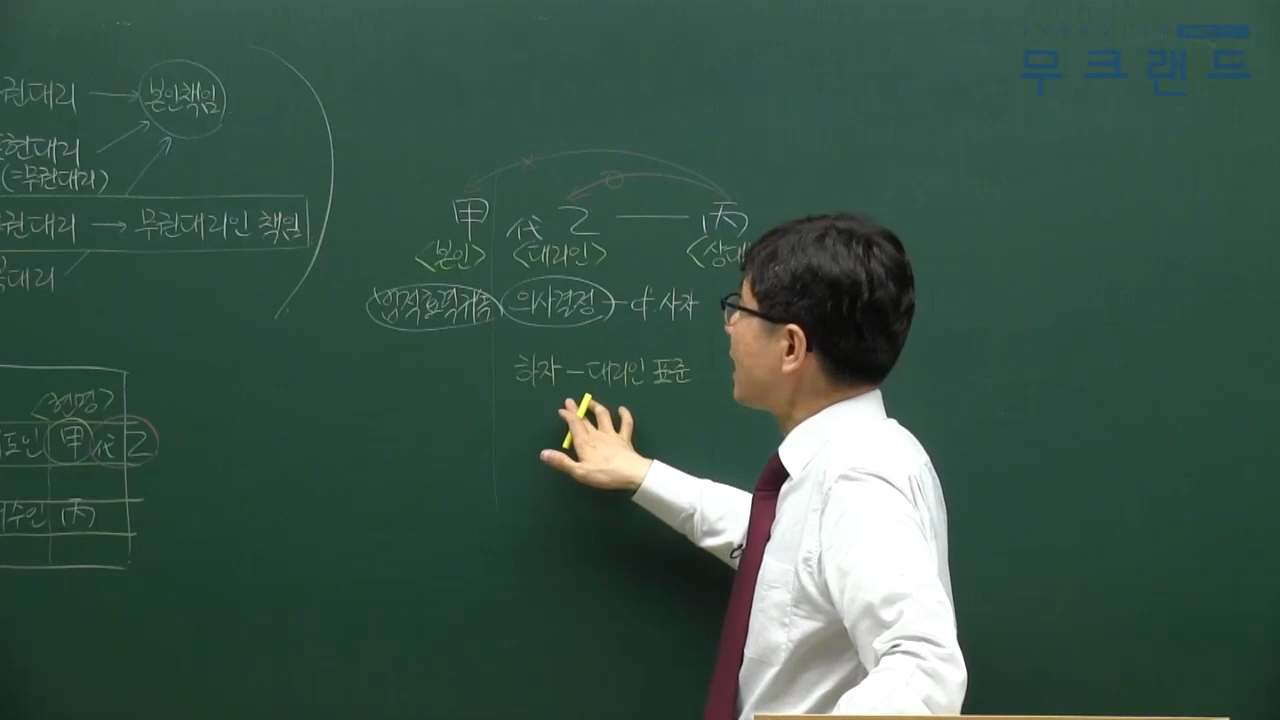 무크랜드
권대리 → 본인책임
현대리
(=무권대리)
권대리 → 무권대리인 책임
대리
甲 代 乙 — 丙
<본인> <대리인> <상대
법적효력귀속 의사결정 사자
하자 - 대리인 표준
<현명>
도인 甲 代 乙
수인 丙